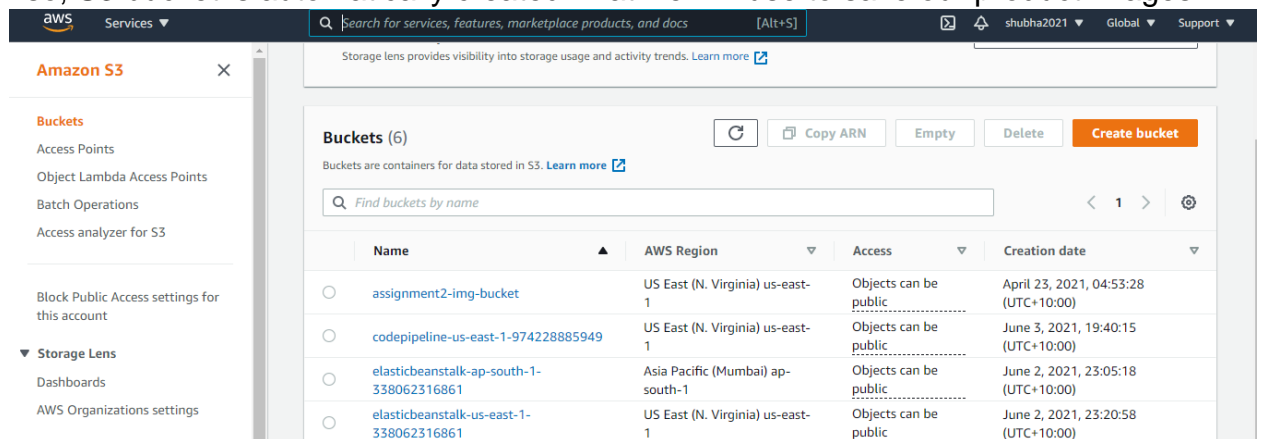 aws Services ▼ Search for services, features, marketplace products, and docs [Alt+S] shubha2021 ▼ Global ▼ Support ▼
Amazon S3
Buckets
Access Points
Object Lambda Access Points
Batch Operations
Access analyzer for S3
Block Public Access settings for
this account
▼ Storage Lens
Dashboards
AWS Organizations settings
Storage lens provides visibility into storage usage and activity trends. Learn more
Buckets (6)
Copy ARN Empty Delete Create bucket
Buckets are containers for data stored in S3. Learn more
Find buckets by name
1
Name AWS Region Access Creation date
assignment2-img-bucket
US East (N. Virginia) us-east-
1
Objects can be
public
April 23, 2021, 04:53:28
(UTC+10:00)
codepipeline-us-east-1-974228885949
US East (N. Virginia) us-east-
1
Objects can be
public
June 3, 2021, 19:40:15
(UTC+10:00)
elasticbeanstalk-ap-south-1-
338062316861
Asia Pacific (Mumbai) ap-
south-1
Objects can be
public
June 2, 2021, 23:05:18
(UTC+10:00)
elasticbeanstalk-us-east-1-
338062316861
US East (N. Virginia) us-east-
1
Objects can be
public
June 2, 2021, 23:20:58
(UTC+10:00)